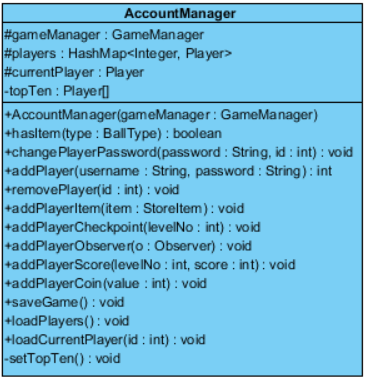 AccountManager
#gameManager : GameManager
#players : HashMap<Integer, Player>
#currentPlayer : Player
-topTen : Player[]
+AccountManager(gameManager : GameManager)
+hasItem(type : BallType) : boolean
+changePlayerPassword(password : String, id : int) : void
+addPlayer(username : String, password : String) : int
+removePlayer(id : int) : void
+addPlayerItem(item : StoreItem) : void
+addPlayerCheckpoint(levelNo : int) : void
+addPlayerObserver(o : Observer) : void
+addPlayerScore(levelNo : int, score : int) : void
+addPlayerCoin(value : int) : void
+saveGame() : void
+loadPlayers() : void
+loadCurrentPlayer(id : int) : void
-setTopTen() : void